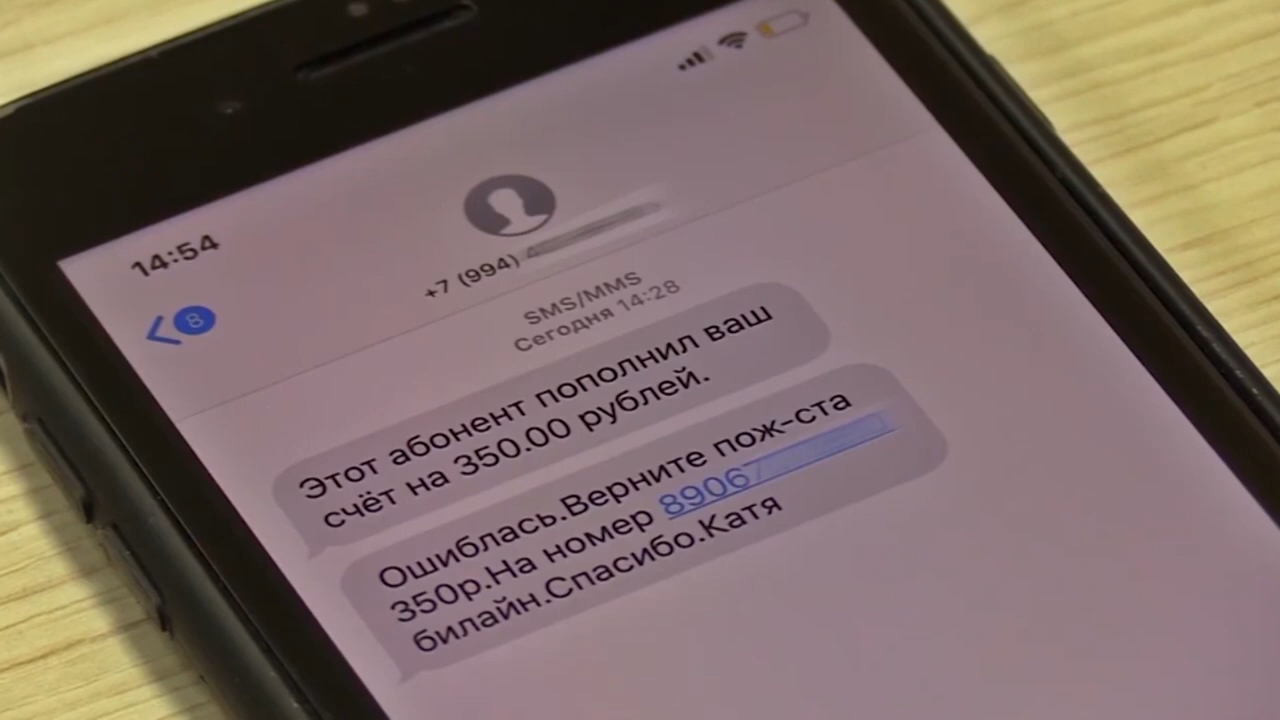 14:54
8
+7 (994)
SMS/MMS
Сегодня 14:28
Этот абонент пополнил ваш
счёт на 350.00 рублей.
Ошиблась.Верните пож-ста
350р.На номер 8906
билайн.Спасибо.Катя